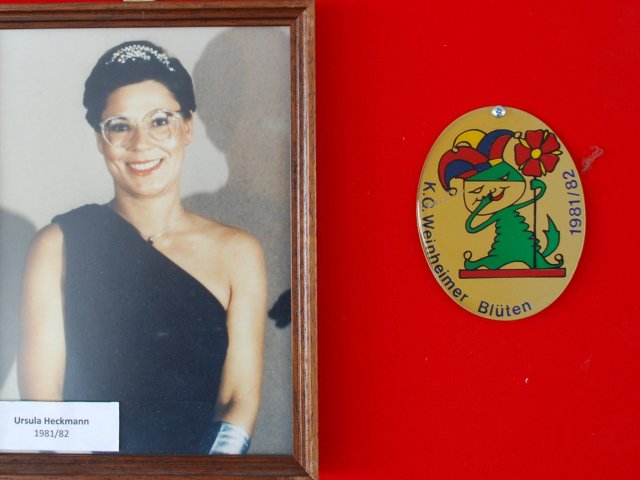 Ursula Heckmann
1981/82
K.G. Weinheimer Blüten
1981/82